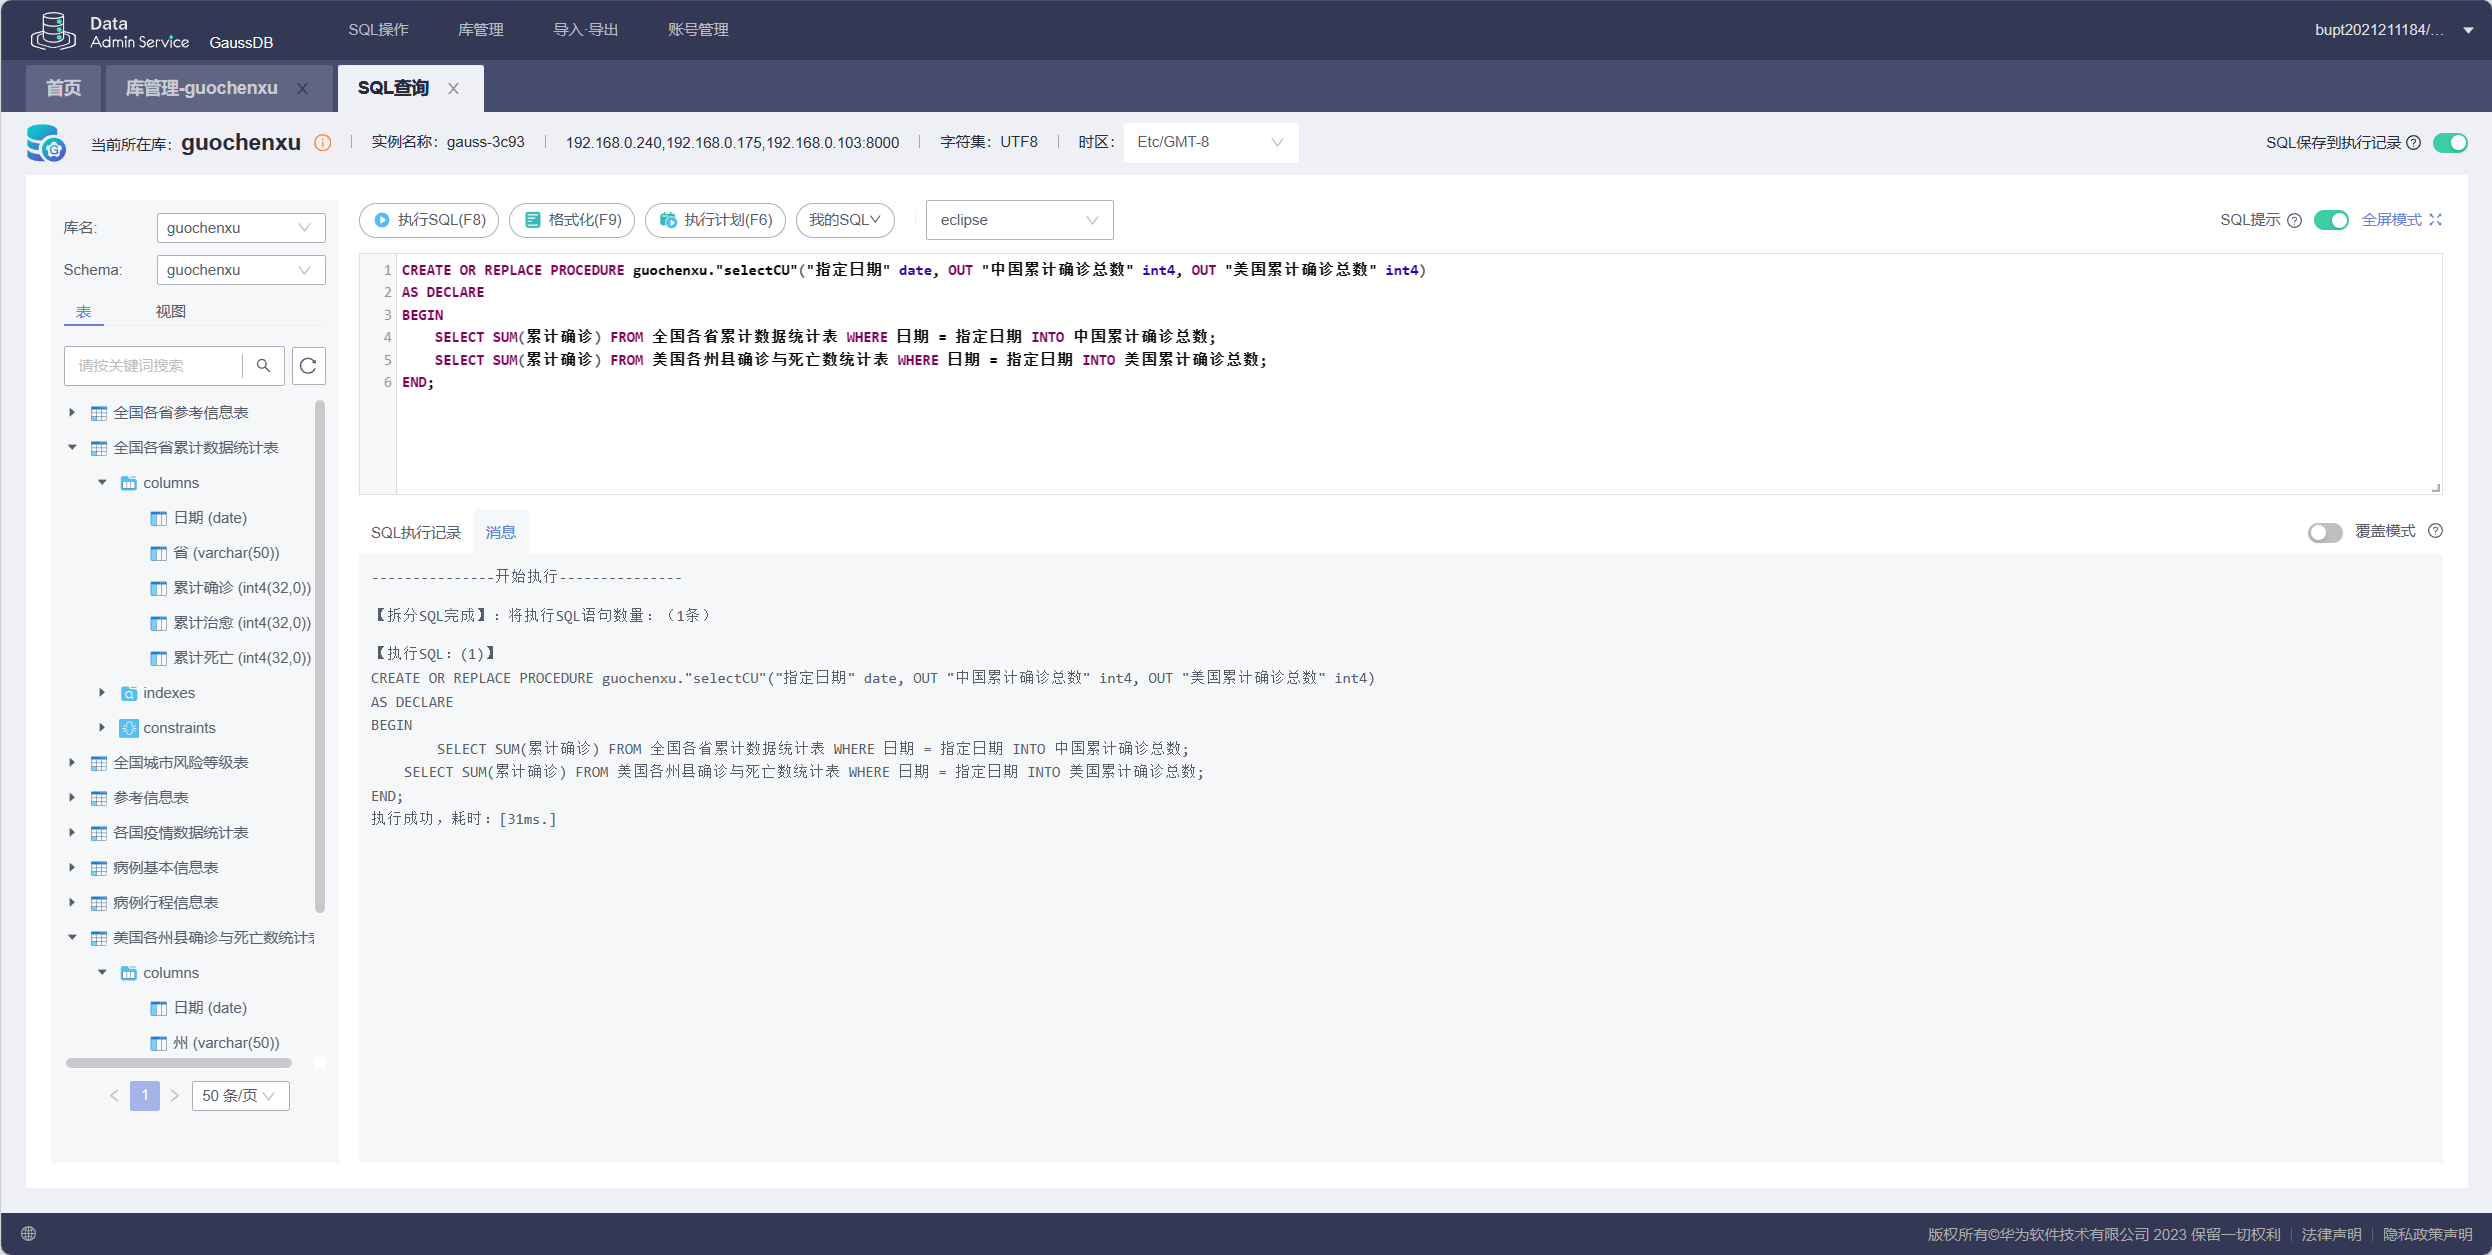 Data
Admin Service GaussDB SQL操作 库管理 导入·导出 账号管理 bupt2021211184/...
首页 库管理-guochenxu SQL查询
当前所在库: guochenxu 实例名称: gauss-3c93 192.168.0.240,192.168.0.175,192.168.0.103:8000 字符集: UTF8 时区: Etc/GMT-8 SQL保存到执行记录
库名: guochenxu
Schema: guochenxu
表 视图
请按关键词搜索
全国各省参考信息表
全国各省累计数据统计表
columns
日期 (date)
省 (varchar(50))
累计确诊 (int4(32,0))
累计治愈 (int4(32,0))
累计死亡 (int4(32,0))
indexes
constraints
全国城市风险等级表
参考信息表
各国疫情数据统计表
病例基本信息表
病例行程信息表
美国各州县确诊与死亡数统计表
columns
日期 (date)
州 (varchar(50))
1 50 条/页
执行SQL(F8) 格式化(F9) 执行计划(F6) 我的SQL eclipse SQL提示 全屏模式
1 CREATE OR REPLACE PROCEDURE guochenxu."selectCU"("指定日期" date, OUT "中国累计确诊总数" int4, OUT "美国累计确诊总数" int4)
2 AS DECLARE
3 BEGIN
4 SELECT SUM(累计确诊) FROM 全国各省累计数据统计表 WHERE 日期 = 指定日期 INTO 中国累计确诊总数;
5 SELECT SUM(累计确诊) FROM 美国各州县确诊与死亡数统计表 WHERE 日期 = 指定日期 INTO 美国累计确诊总数;
6 END;
SQL执行记录 消息 覆盖模式
---------------开始执行---------------
【拆分SQL完成】：将执行SQL语句数量：（1条）
【执行SQL：(1)】
CREATE OR REPLACE PROCEDURE guochenxu."selectCU"("指定日期" date, OUT "中国累计确诊总数" int4, OUT "美国累计确诊总数" int4)
AS DECLARE
BEGIN
SELECT SUM(累计确诊) FROM 全国各省累计数据统计表 WHERE 日期 = 指定日期 INTO 中国累计确诊总数;
SELECT SUM(累计确诊) FROM 美国各州县确诊与死亡数统计表 WHERE 日期 = 指定日期 INTO 美国累计确诊总数;
END;
执行成功，耗时：[31ms.]
版权所有©华为软件技术有限公司 2023 保留一切权利 法律声明 隐私政策声明